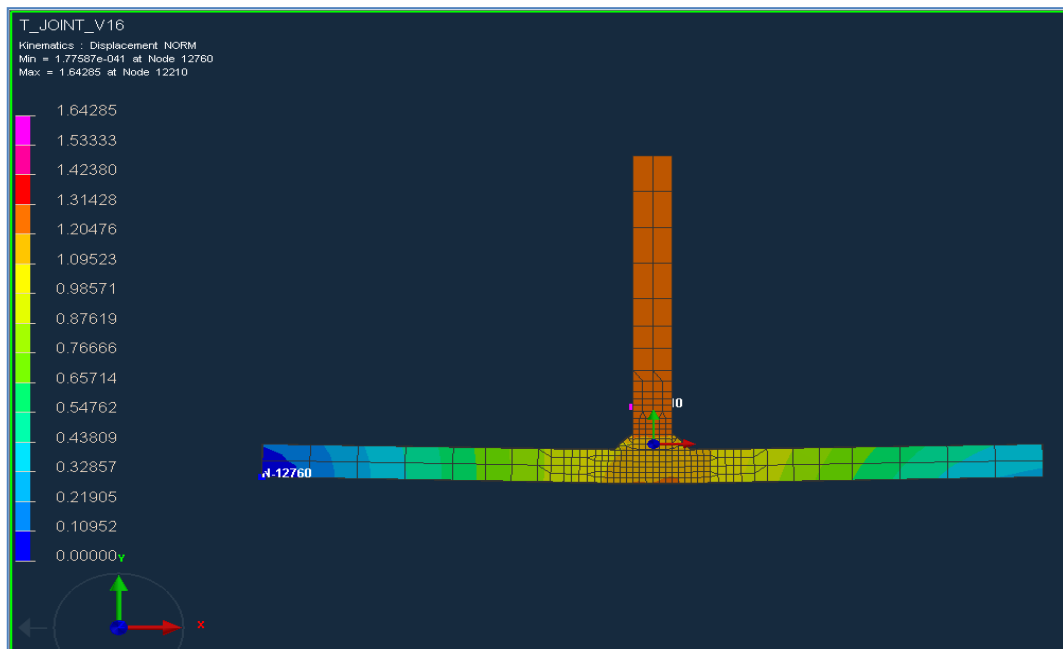 T_JOINT_V16
Kinematics : Displacement NORM
Min = 1.77587e-041 at Node 12760
Max = 1.64285 at Node 12210
1.64285
1.53333
1.42380
1.31428
1.20476
1.09523
0.98571
0.87619
0.76666
0.65714
0.54762
0.43809
0.32857
0.21905
0.10952
0.00000
N-12760
Y
X